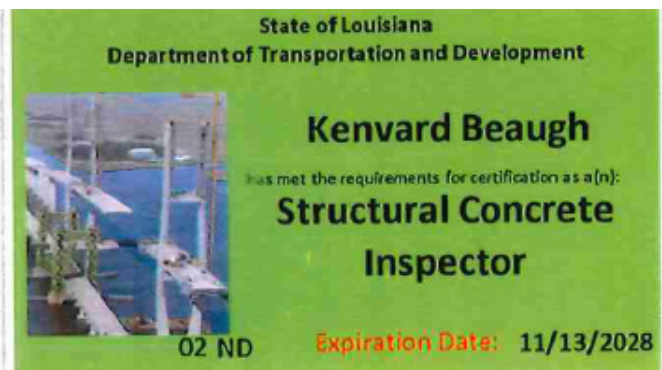 State of Louisiana
Department of Transportation and Development
Kenvard Beaugh
has met the requirements for certification as a(n):
Structural Concrete
Inspector
02 ND
Expiration Date: 11/13/2028